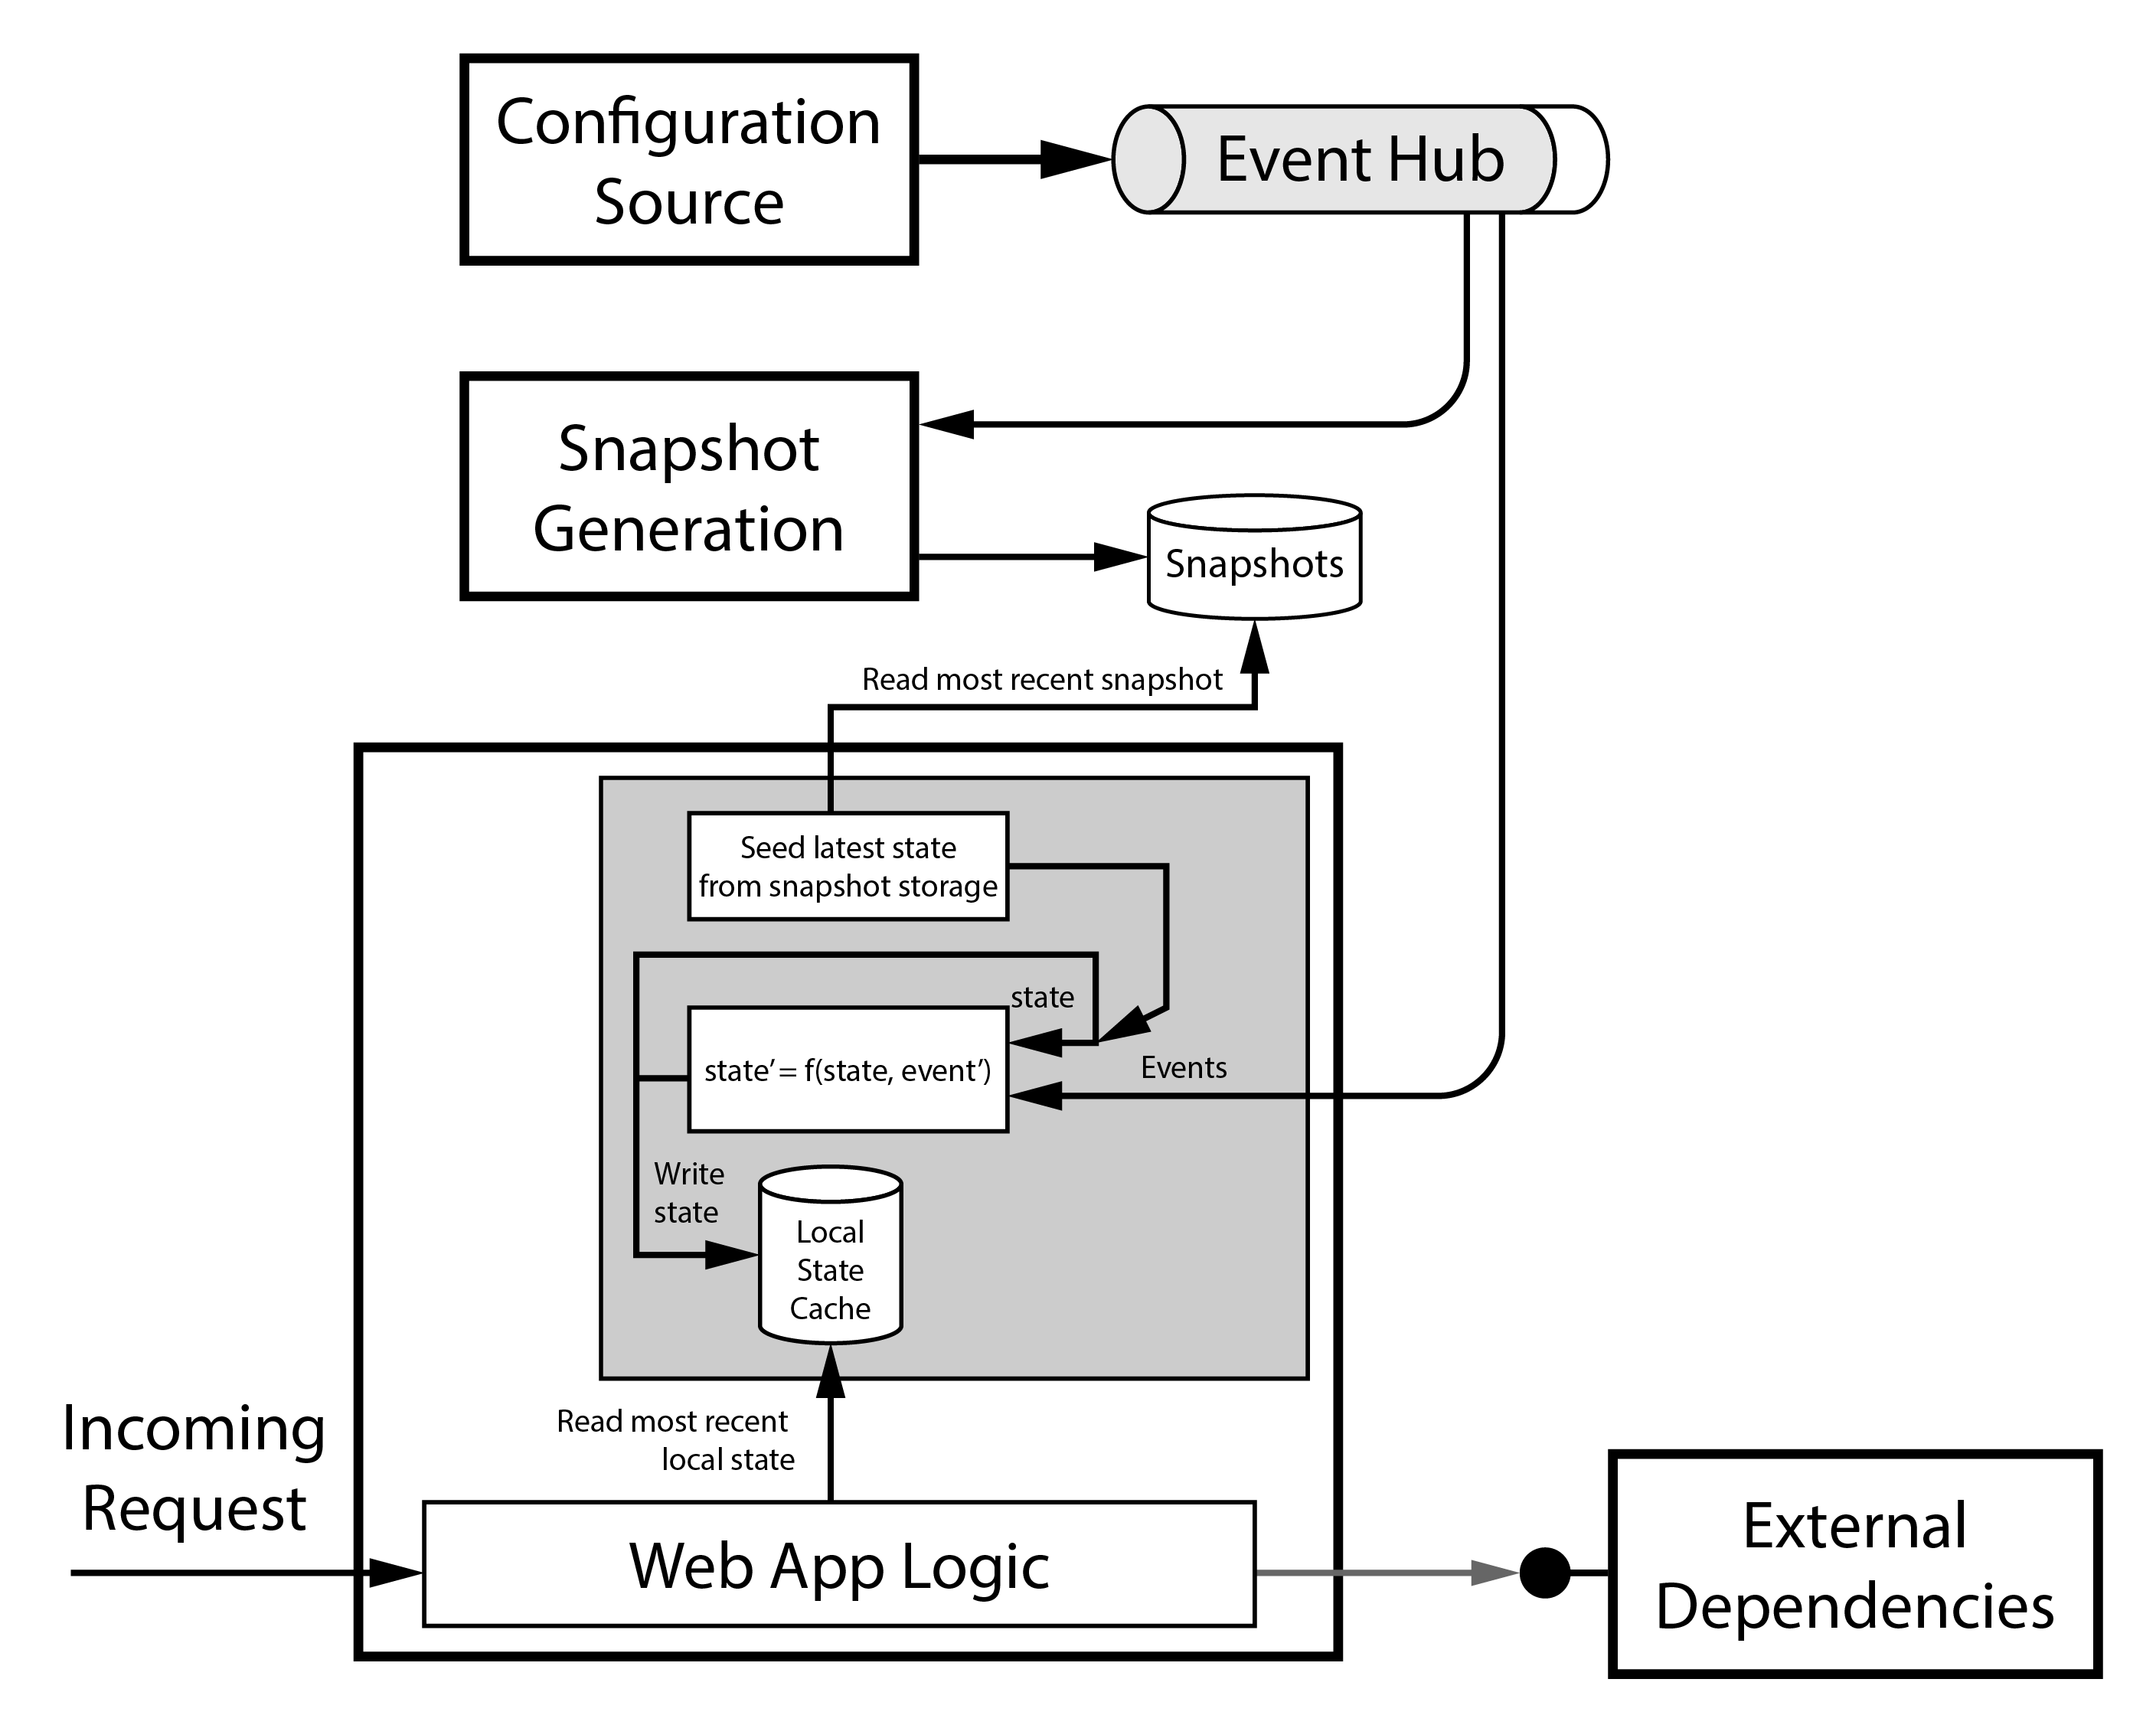 Configuration
Source
Event Hub
Snapshot
Generation
Snapshots
Read most recent snapshot
Seed latest state
from snapshot storage
state
state’ = f(state, event’)
Events
Write
state
Local
State
Cache
Read most recent
local state
Incoming
Request
Web App Logic
External
Dependencies